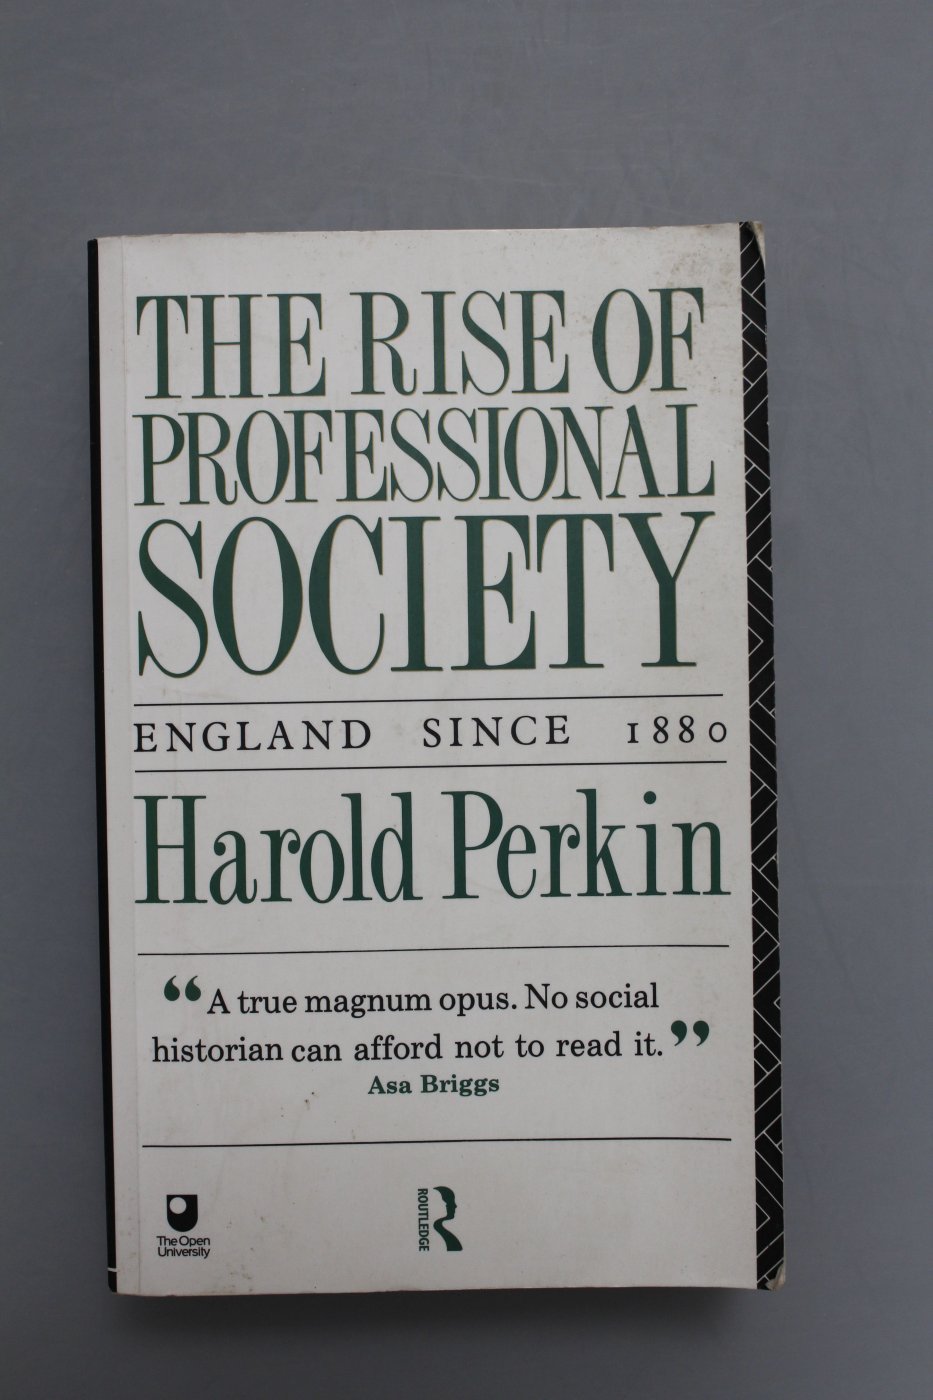 THE RISE OF
PROFESSIONAL
SOCIETY
ENGLAND SINCE 1880
Harold Perkin
“A true magnum opus. No social
historian can afford not to read it.”
Asa Briggs
The Open
University
ROUTLEDGE